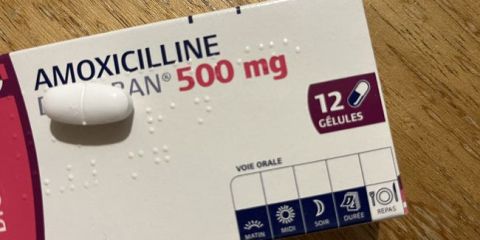 AMOXICILLINE
500 mg
12
GÉLULES
VOIE ORALE
MATIN MIDI SOIR DURÉE REPAS